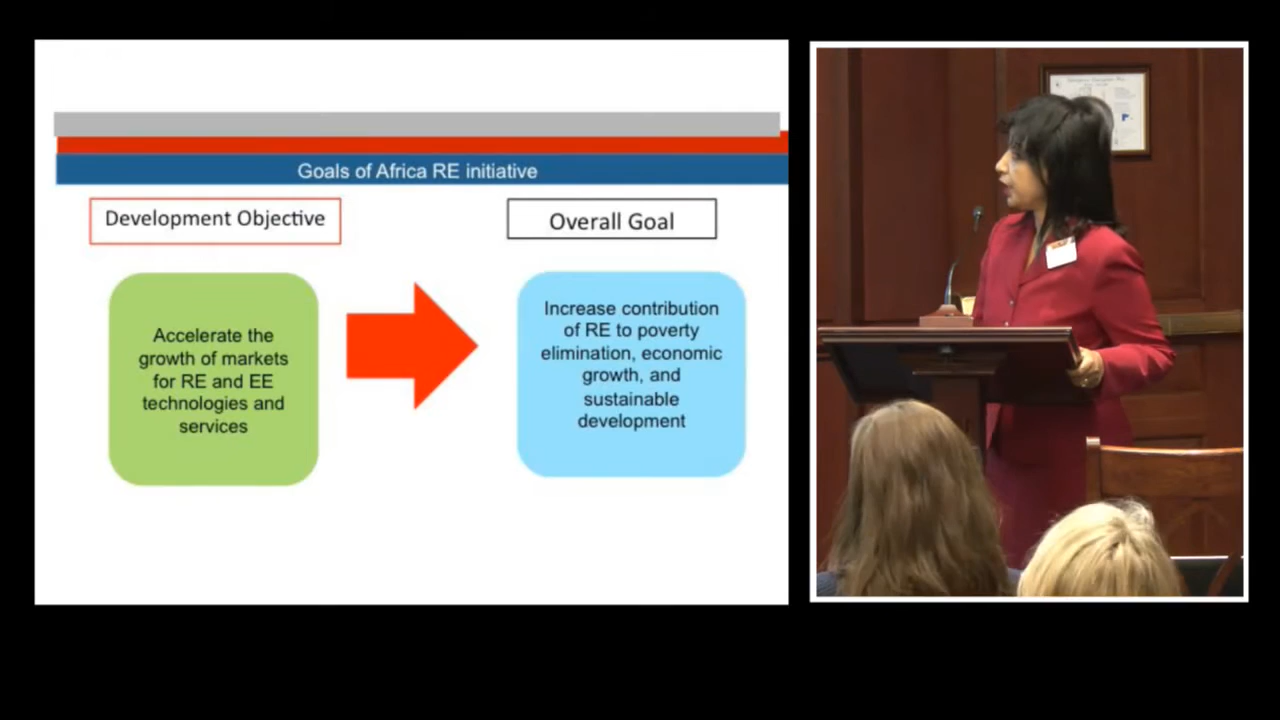 Goals of Africa RE initiative
Development Objective
Overall Goal
Accelerate the
growth of markets
for RE and EE
technologies and
services
Increase contribution
of RE to poverty
elimination, economic
growth, and
sustainable
development